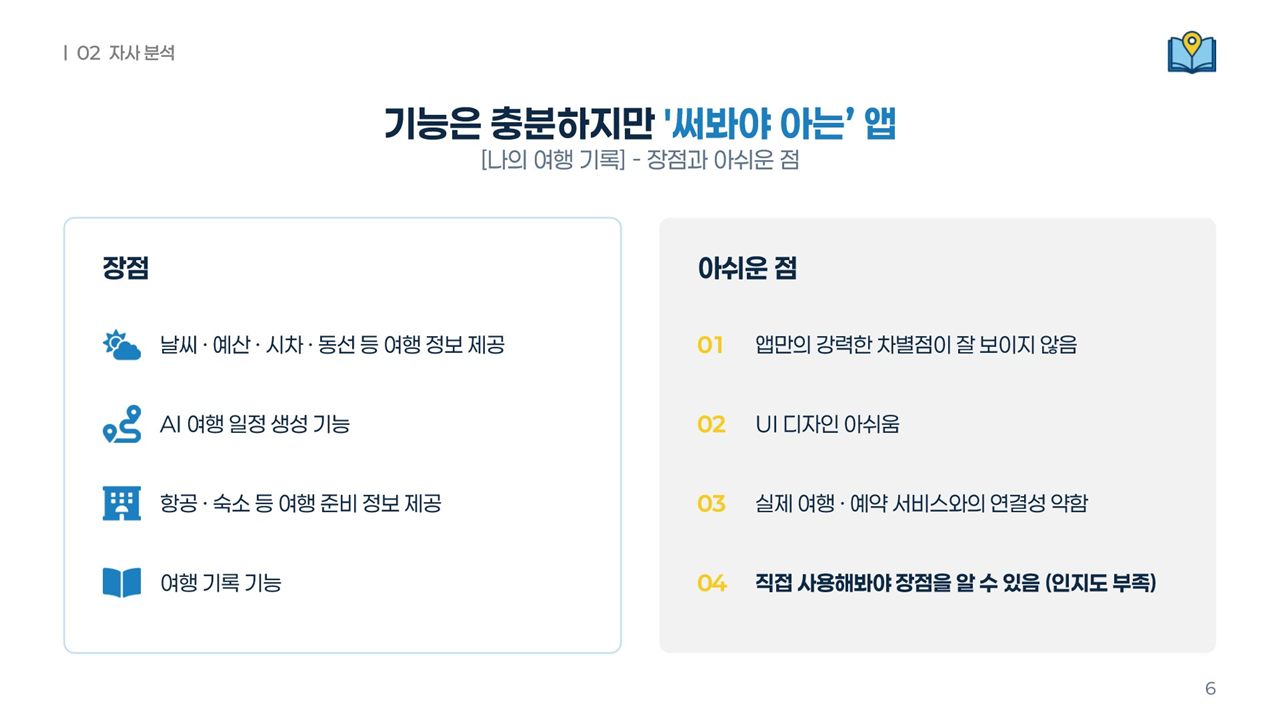 | 02 자사 분석
기능은 충분하지만 '써봐야 아는’ 앱
[나의 여행 기록] - 장점과 아쉬운 점
장점
날씨 · 예산 · 시차 · 동선 등 여행 정보 제공
AI 여행 일정 생성 기능
항공 · 숙소 등 여행 준비 정보 제공
여행 기록 기능
아쉬운 점
01 앱만의 강력한 차별점이 잘 보이지 않음
02 UI 디자인 아쉬움
03 실제 여행 · 예약 서비스와의 연결성 약함
04 직접 사용해봐야 장점을 알 수 있음 (인지도 부족)
6